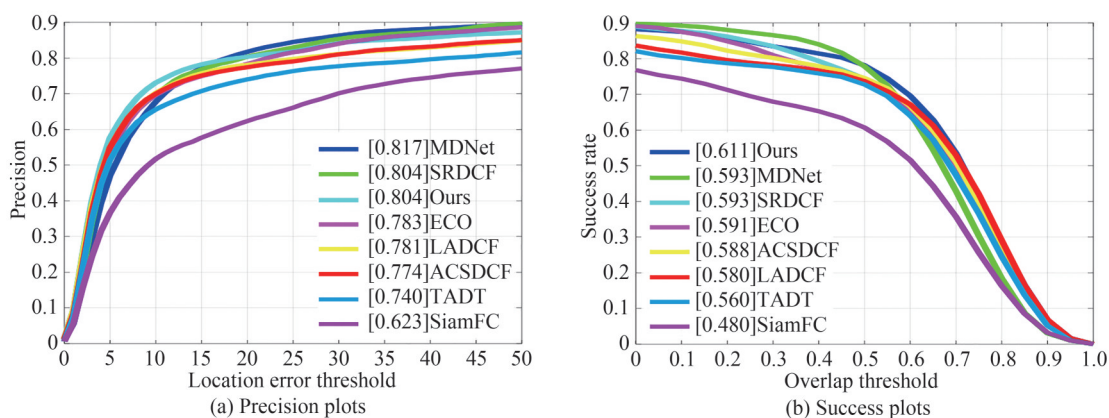 0.9
0.8
0.7
0.6
0.5
0.4
0.3
0.2
0.1
0
Precision
[0.817]MDNet
[0.804]SRDCF
[0.804]Ours
[0.783]ECO
[0.781]LADCF
[0.774]ACSDCF
[0.740]TADT
[0.623]SiamFC
0 5 10 15 20 25 30 35 40 45 50
Location error threshold
(a) Precision plots
0.9
0.8
0.7
0.6
0.5
0.4
0.3
0.2
0.1
0
Success rate
[0.611]Ours
[0.593]MDNet
[0.593]SRDCF
[0.591]ECO
[0.588]ACSDCF
[0.580]LADCF
[0.560]TADT
[0.480]SiamFC
0 0.1 0.2 0.3 0.4 0.5 0.6 0.7 0.8 0.9 1.0
Overlap threshold
(b) Success plots